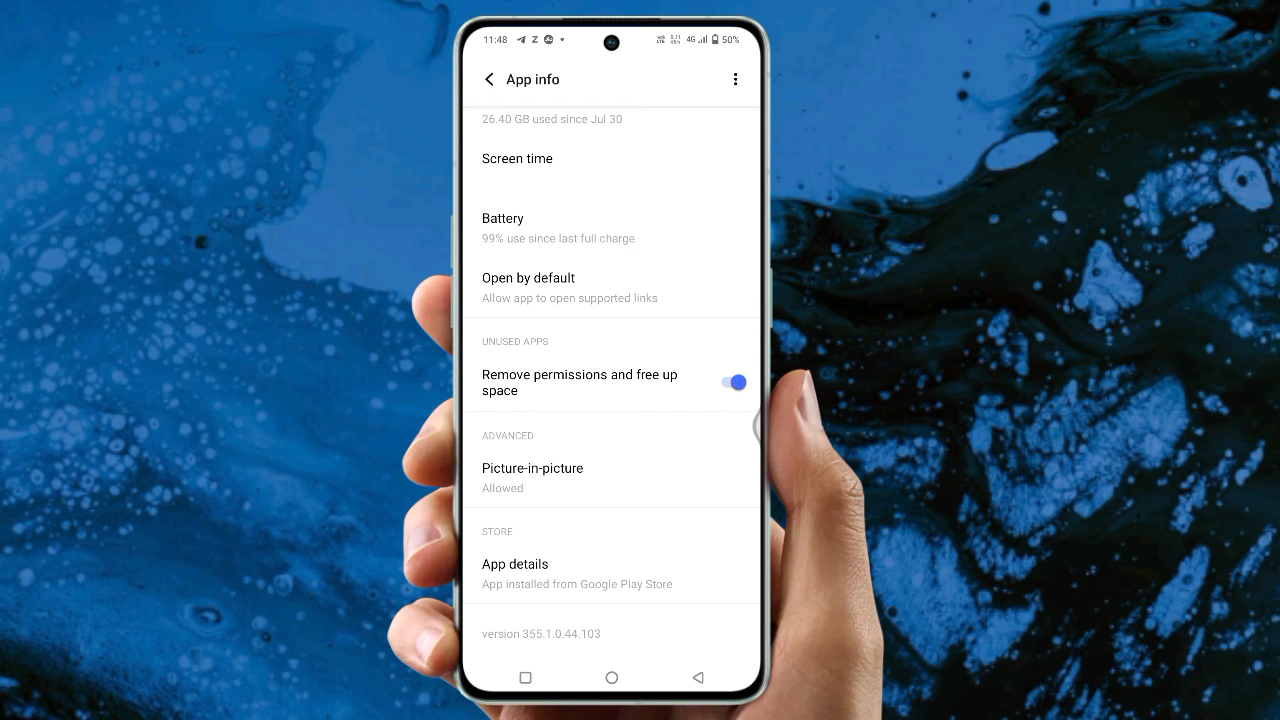 11:48 Z 4G 50%
App info
26.40 GB used since Jul 30
Screen time
Battery
99% use since last full charge
Open by default
Allow app to open supported links
UNUSED APPS
Remove permissions and free up
space
ADVANCED
Picture-in-picture
Allowed
STORE
App details
App installed from Google Play Store
version 355.1.0.44.103